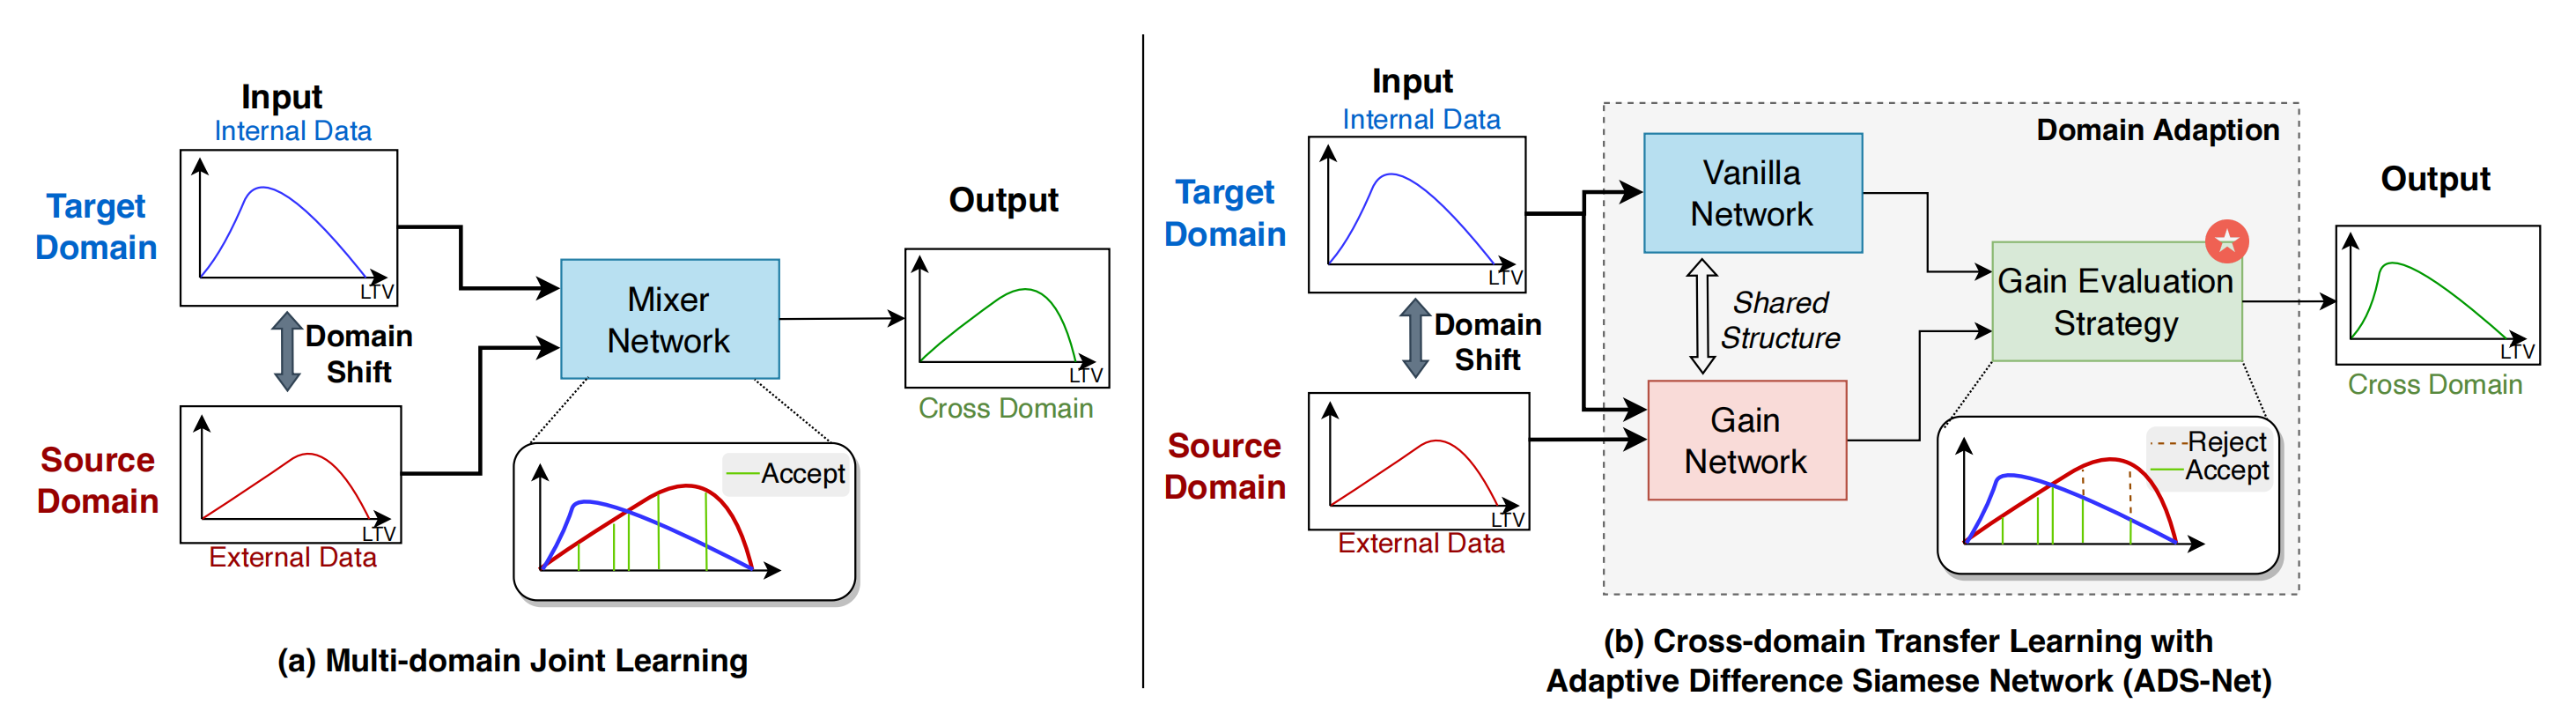 Input
Internal Data
Target
Domain
LTV
Domain
Shift
Source
Domain
LTV
External Data
Mixer
Network
Accept
Output
LTV
Cross Domain
(a) Multi-domain Joint Learning
Input
Internal Data
Target
Domain
LTV
Domain
Shift
Source
Domain
LTV
External Data
Domain Adaption
Vanilla
Network
Shared
Structure
Gain
Network
Gain Evaluation
Strategy
Reject
Accept
Output
LTV
Cross Domain
(b) Cross-domain Transfer Learning with
Adaptive Difference Siamese Network (ADS-Net)